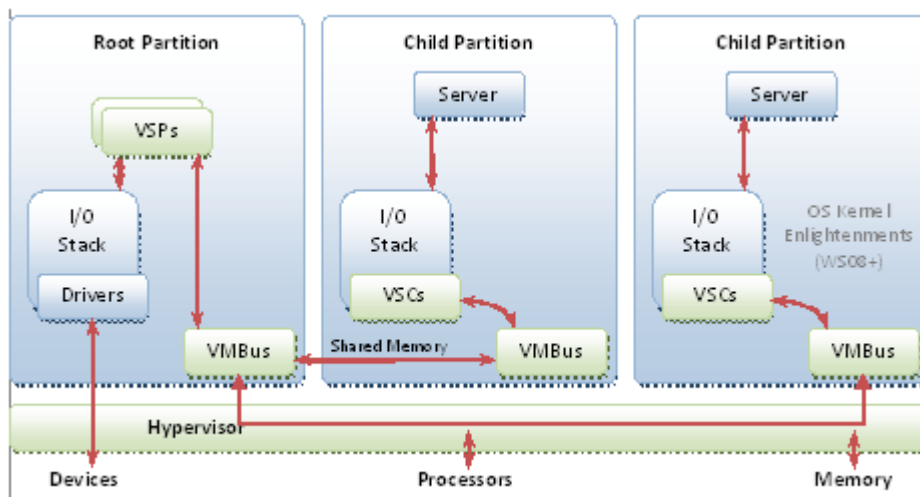 Root Partition
Child Partition
Child Partition
VSPs
Server
Server
I/O
Stack
I/O
Stack
I/O
Stack
OS Kernel
Enlightenments
(WS08+)
Drivers
VSCs
VSCs
VMBus
Shared Memory
VMBus
VMBus
Hypervisor
Devices
Processors
Memory